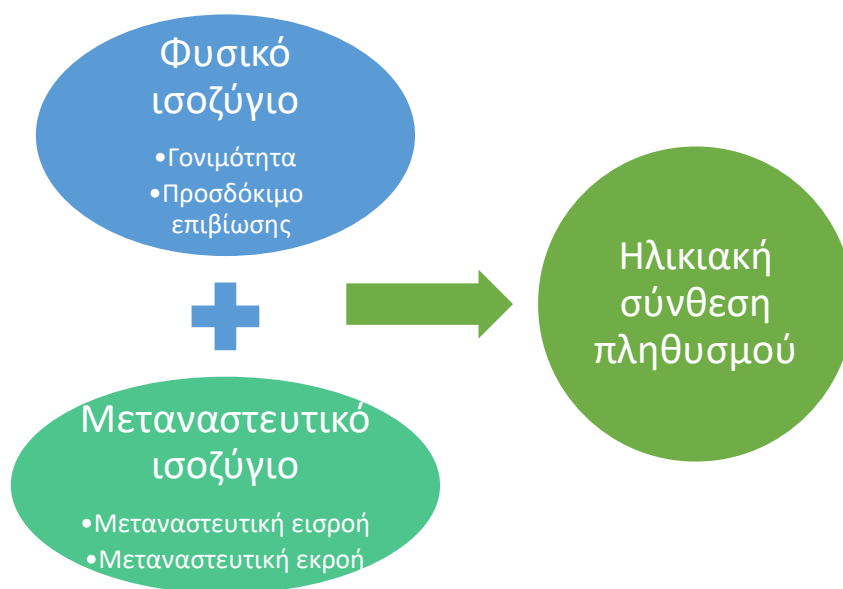 Φυσικό
ισοζύγιο
•Γονιμότητα
•Προσδόκιμο
επιβίωσης
Μεταναστευτικό
ισοζύγιο
•Μεταναστευτική εισροή
•Μεταναστευτική εκροή
Ηλικιακή
σύνθεση
πληθυσμού